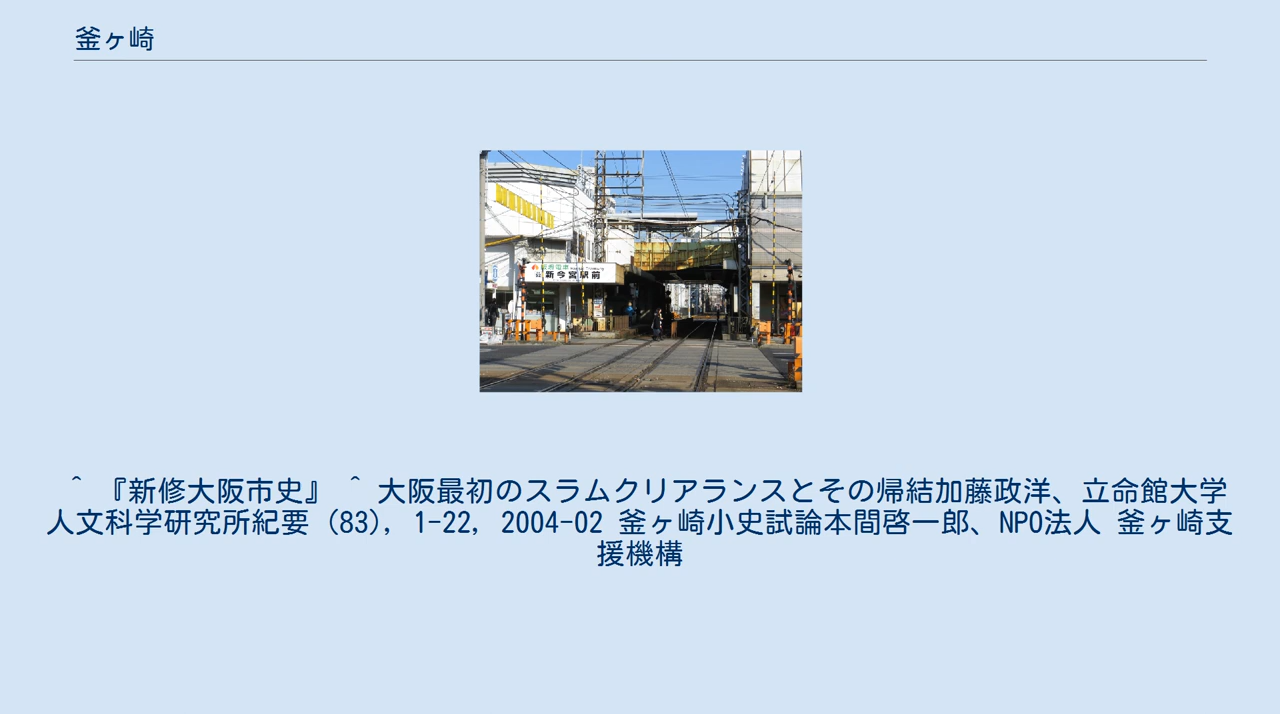 釜ヶ崎
新今宮駅前
^ 『新修大阪市史』 ^ 大阪最初のスラムクリアランスとその帰結加藤政洋、立命館大学
人文科学研究所紀要 (83), 1-22, 2004-02 釜ヶ崎小史試論本間啓一郎、NPO法人 釜ヶ崎支
援機構